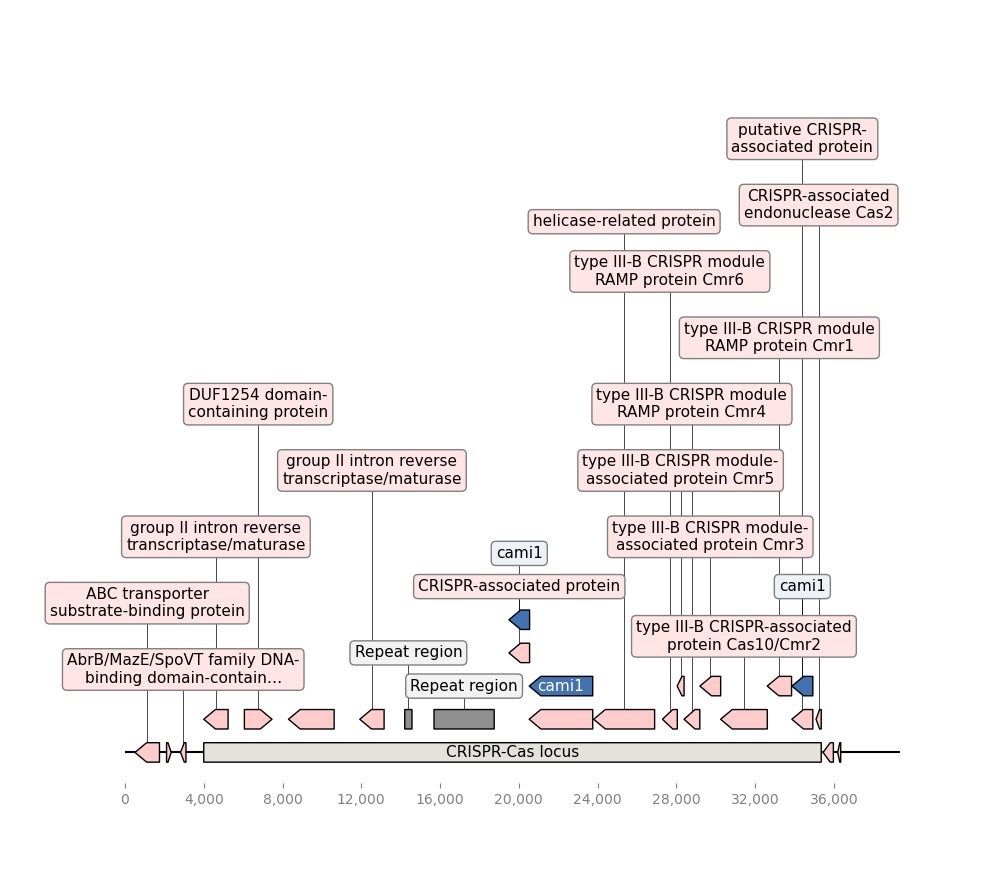 putative CRISPR-
associated protein
CRISPR-associated
endonuclease Cas2
helicase-related protein
type III-B CRISPR module
RAMP protein Cmr6
type III-B CRISPR module
RAMP protein Cmr1
DUF1254 domain-
containing protein
type III-B CRISPR module
RAMP protein Cmr4
group II intron reverse
transcriptase/maturase
type III-B CRISPR module-
associated protein Cmr5
group II intron reverse
transcriptase/maturase
type III-B CRISPR module-
associated protein Cmr3
cami1
CRISPR-associated protein
cami1
ABC transporter
substrate-binding protein
type III-B CRISPR-associated
protein Cas10/Cmr2
Repeat region
AbrB/MazE/SpoVT family DNA-
binding domain-contain...
Repeat region
cami1
CRISPR-Cas locus
0 4,000 8,000 12,000 16,000 20,000 24,000 28,000 32,000 36,000